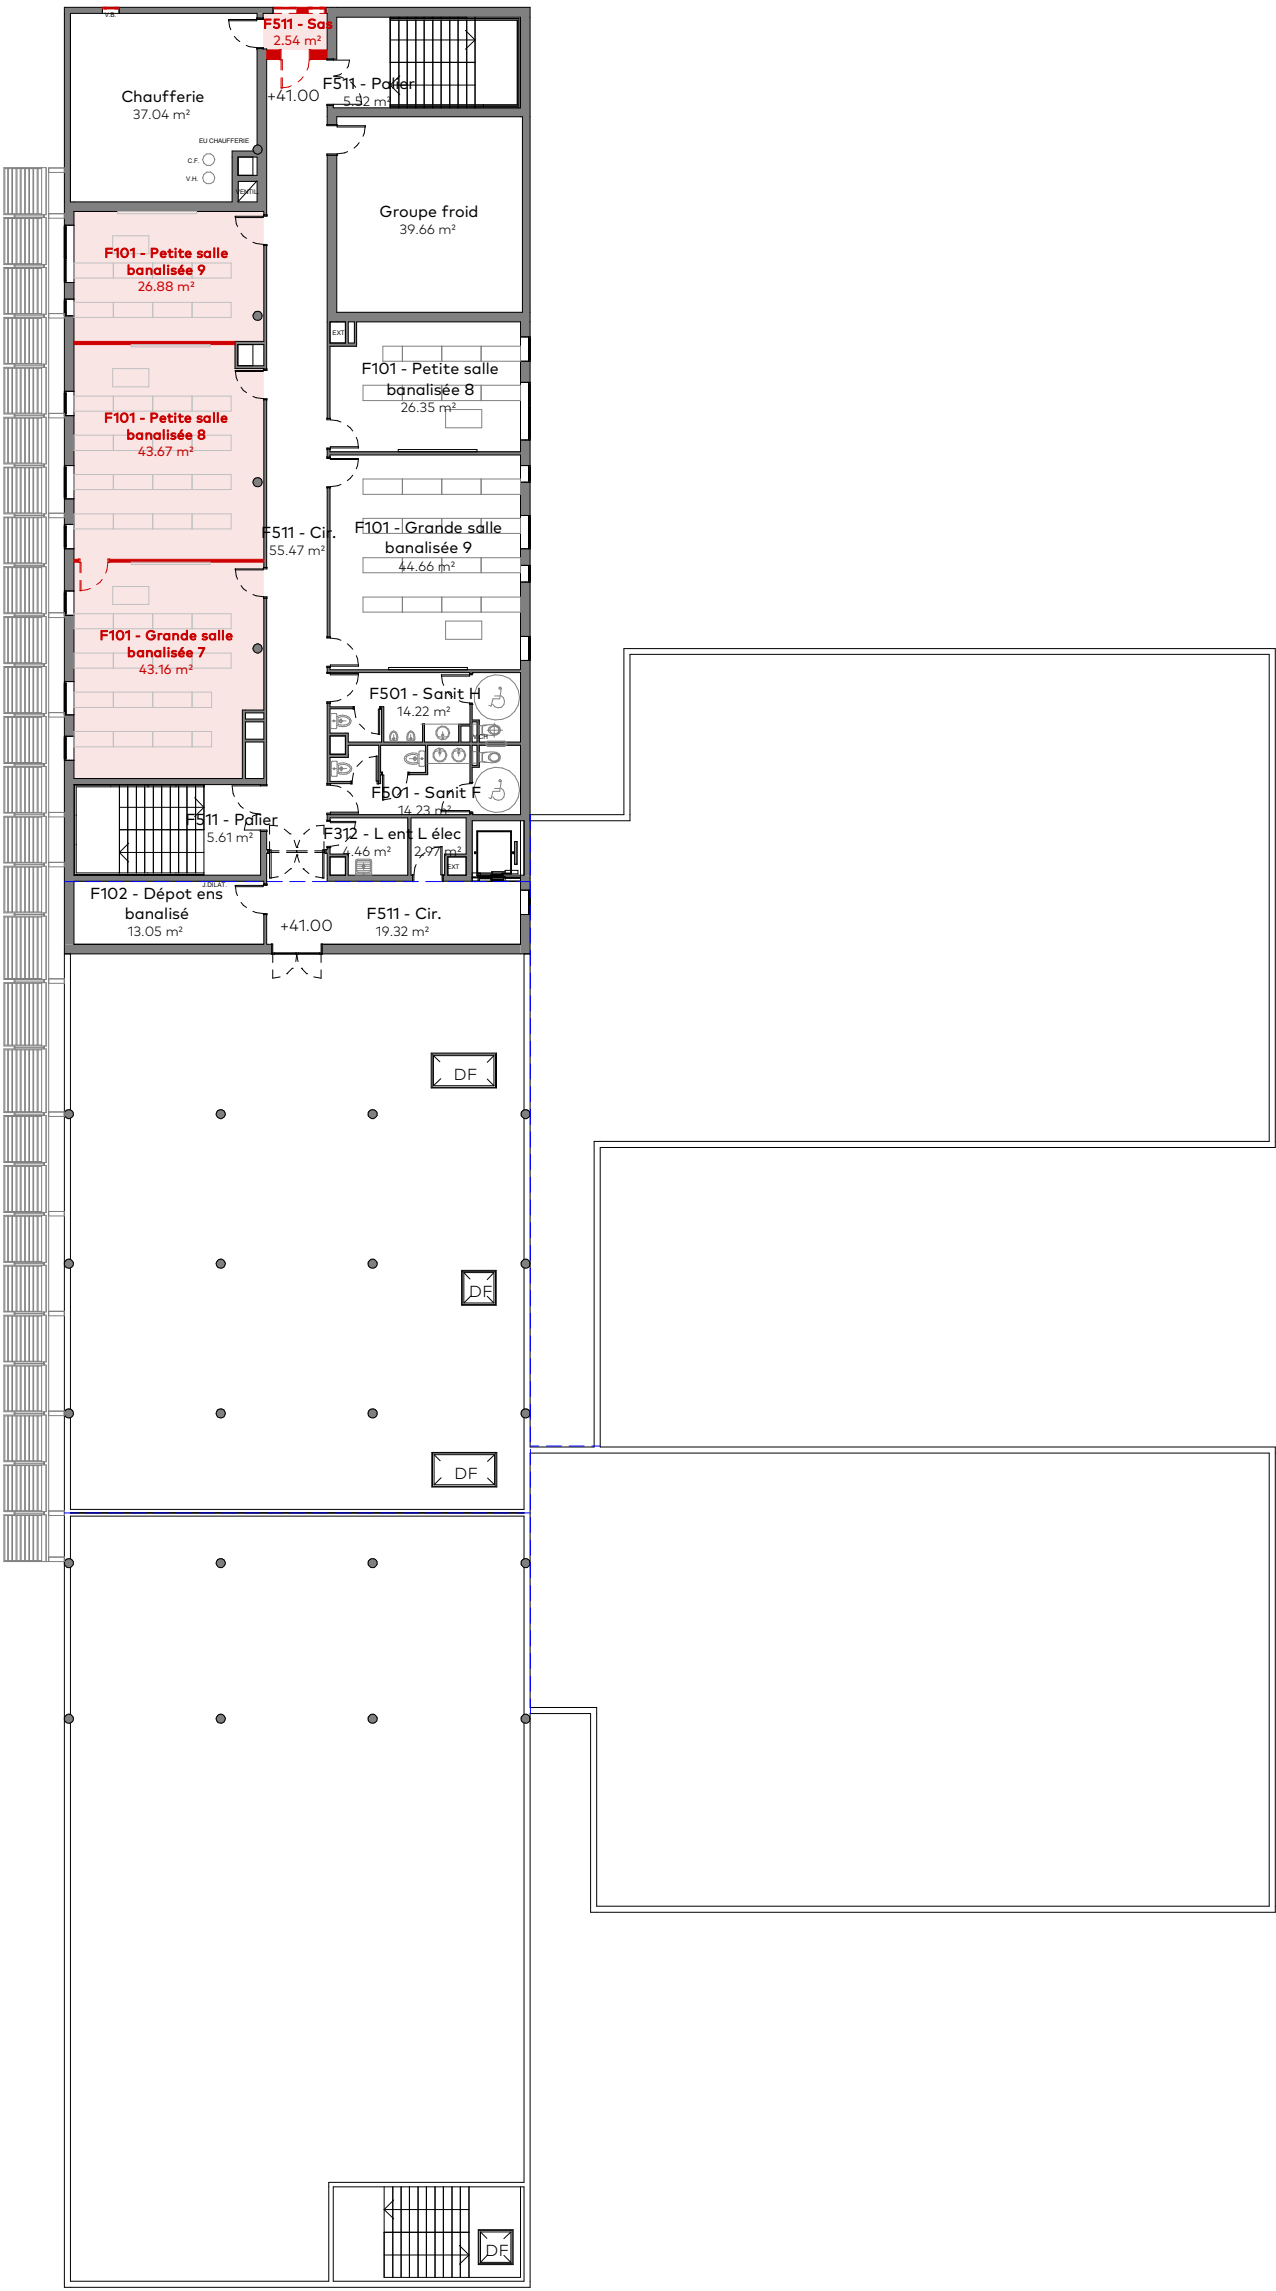 V.B.
F511 - Sas
2.54 m²
F511 - Palier
5.52 m²
+41.00
Chaufferie
37.04 m²
EU CHAUFFERIE
C.F.
V.H.
VENTIL.
Groupe froid
39.66 m²
F101 - Petite salle
banalisée 9
26.88 m²
EXT
F101 - Petite salle
banalisée 8
26.35 m²
F101 - Petite salle
banalisée 8
43.67 m²
F511 - Cir.
55.47 m²
F101 - Grande salle
banalisée 9
44.66 m²
F101 - Grande salle
banalisée 7
43.16 m²
F501 - Sanit H
14.22 m²
F501 - Sanit F
14.23 m²
F511 - Palier
5.61 m²
F312 - L ent
4.46 m²
L élec
2.97 m²
EXT
J.DILAT.
F102 - Dépot ens
banalisé
13.05 m²
+41.00
F511 - Cir.
19.32 m²
DF
DF
DF
DF